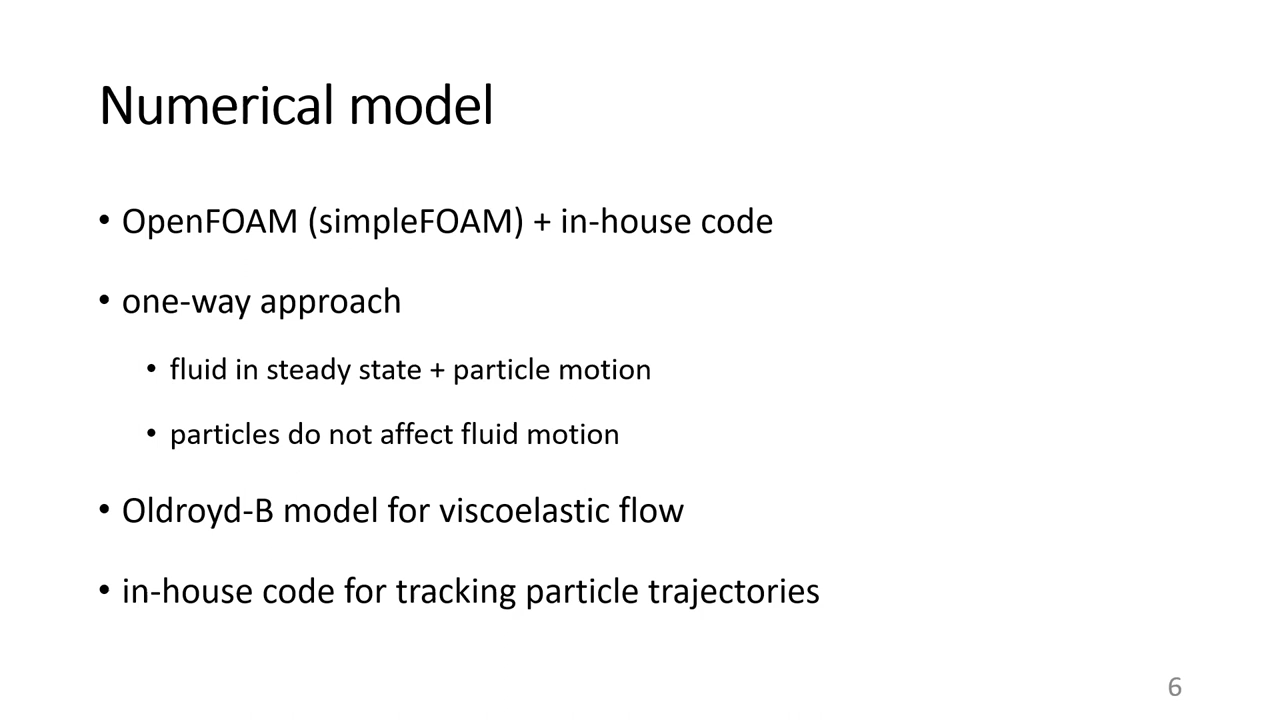 Numerical model
• OpenFOAM (simpleFOAM) + in-house code
• one-way approach
• fluid in steady state + particle motion
• particles do not affect fluid motion
• Oldroyd-B model for viscoelastic flow
• in-house code for tracking particle trajectories
6